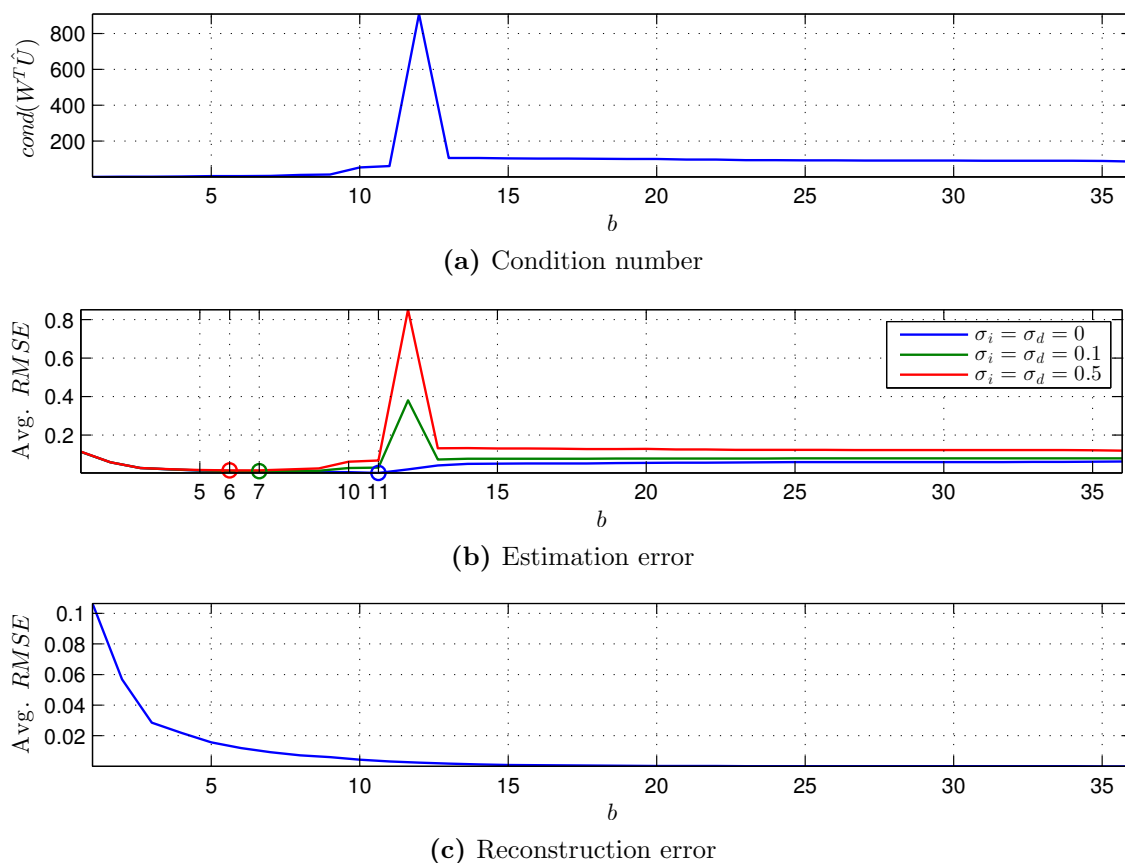 800
600
400
200
cond(W^T Û)
5 10 15 20 25 30 35
b
(a) Condition number
0.8
0.6
0.4
0.2
Avg. RMSE
σ_i = σ_d = 0
σ_i = σ_d = 0.1
σ_i = σ_d = 0.5
5 6 7 10 11 15 20 25 30 35
b
(b) Estimation error
0.1
0.08
0.06
0.04
0.02
Avg. RMSE
5 10 15 20 25 30 35
b
(c) Reconstruction error